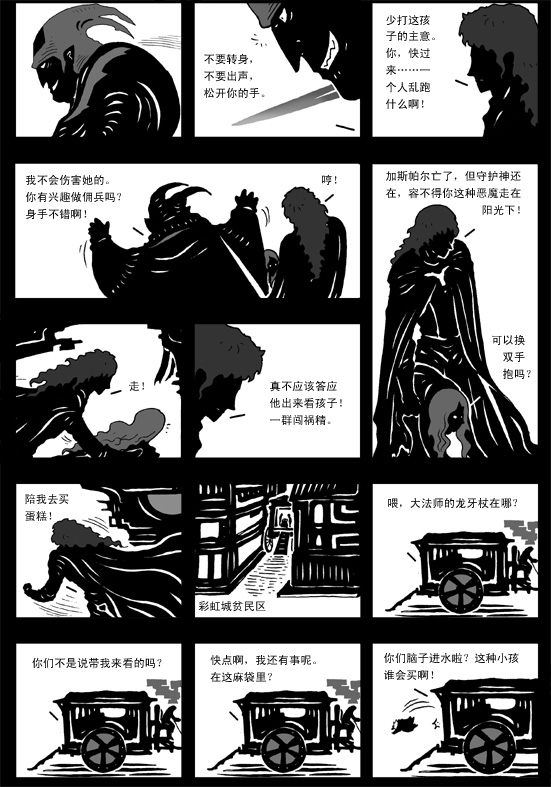 不要转身，
不要出声，
松开你的手。
少打这孩
子的主意。
你，快过
来……一
个人乱跑
什么啊！
我不会伤害她的。
你有兴趣做佣兵吗？
身手不错啊！
哼！
加斯帕尔亡了，但守护神还
在，容不得你这种恶魔走在
阳光下！
可以换
双手
抱吗？
走！
真不应该答应
他出来看孩子！
一群闯祸精。
陪我去买
蛋糕！
彩虹城贫民区
喂，大法师的龙牙杖在哪？
你们不是说带我来看的吗？
快点啊，我还有事呢。
在这麻袋里？
你们脑子进水啦？这种小孩
谁会买啊！